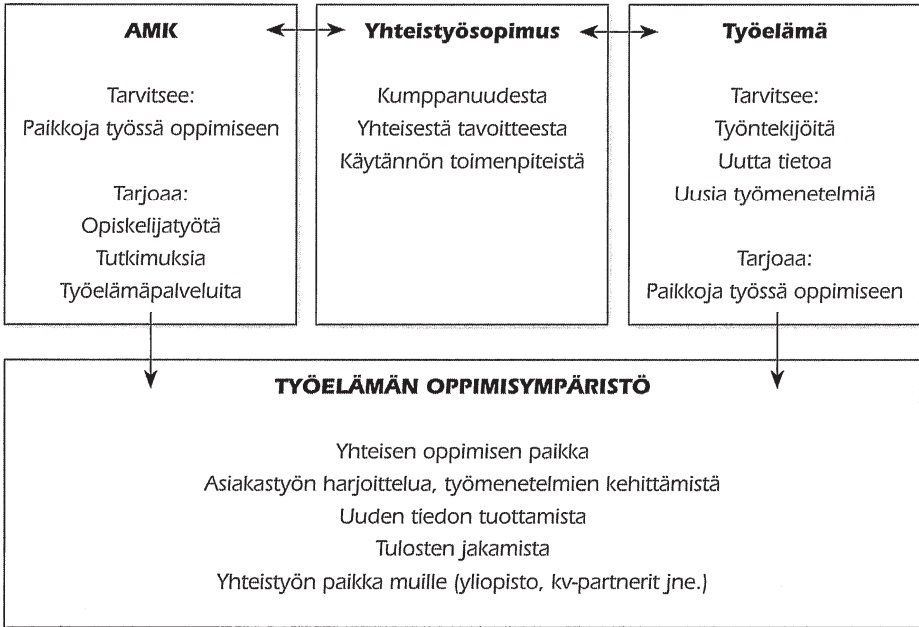 AMK
Tarvitsee:
Paikkoja työssä oppimiseen
Tarjoaa:
Opiskelijatyötä
Tutkimuksia
Työelämäpalveluita
Yhteistyösopimus
Kumppanuudesta
Yhteisestä tavoitteesta
Käytännön toimenpiteistä
Työelämä
Tarvitsee:
Työntekijöitä
Uutta tietoa
Uusia työmenetelmiä
Tarjoaa:
Paikkoja työssä oppimiseen
TYÖELÄMÄN OPPIMISYMPÄRISTÖ
Yhteisen oppimisen paikka
Asiakastyön harjoittelua, työmenetelmien kehittämistä
Uuden tiedon tuottamista
Tulosten jakamista
Yhteistyön paikka muille (yliopisto, kv-partnerit jne.)